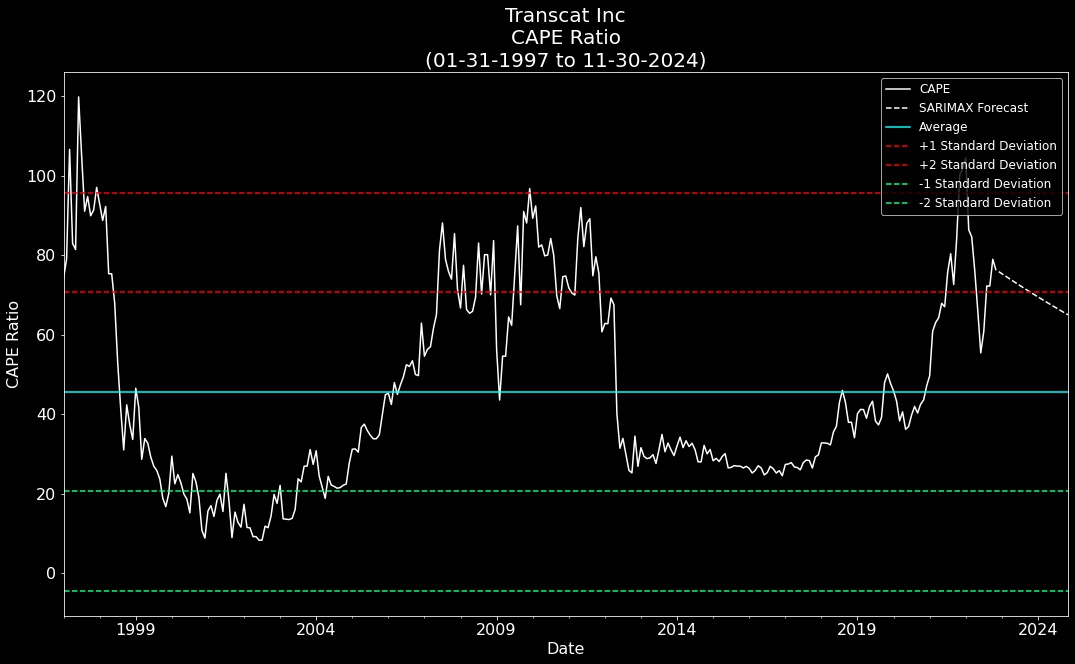 Transcat Inc
CAPE Ratio
(01-31-1997 to 11-30-2024)
CAPE
SARIMAX Forecast
Average
+1 Standard Deviation
+2 Standard Deviation
-1 Standard Deviation
-2 Standard Deviation
120
100
80
60
40
20
0
CAPE Ratio
1999
2004
2009
2014
2019
2024
Date